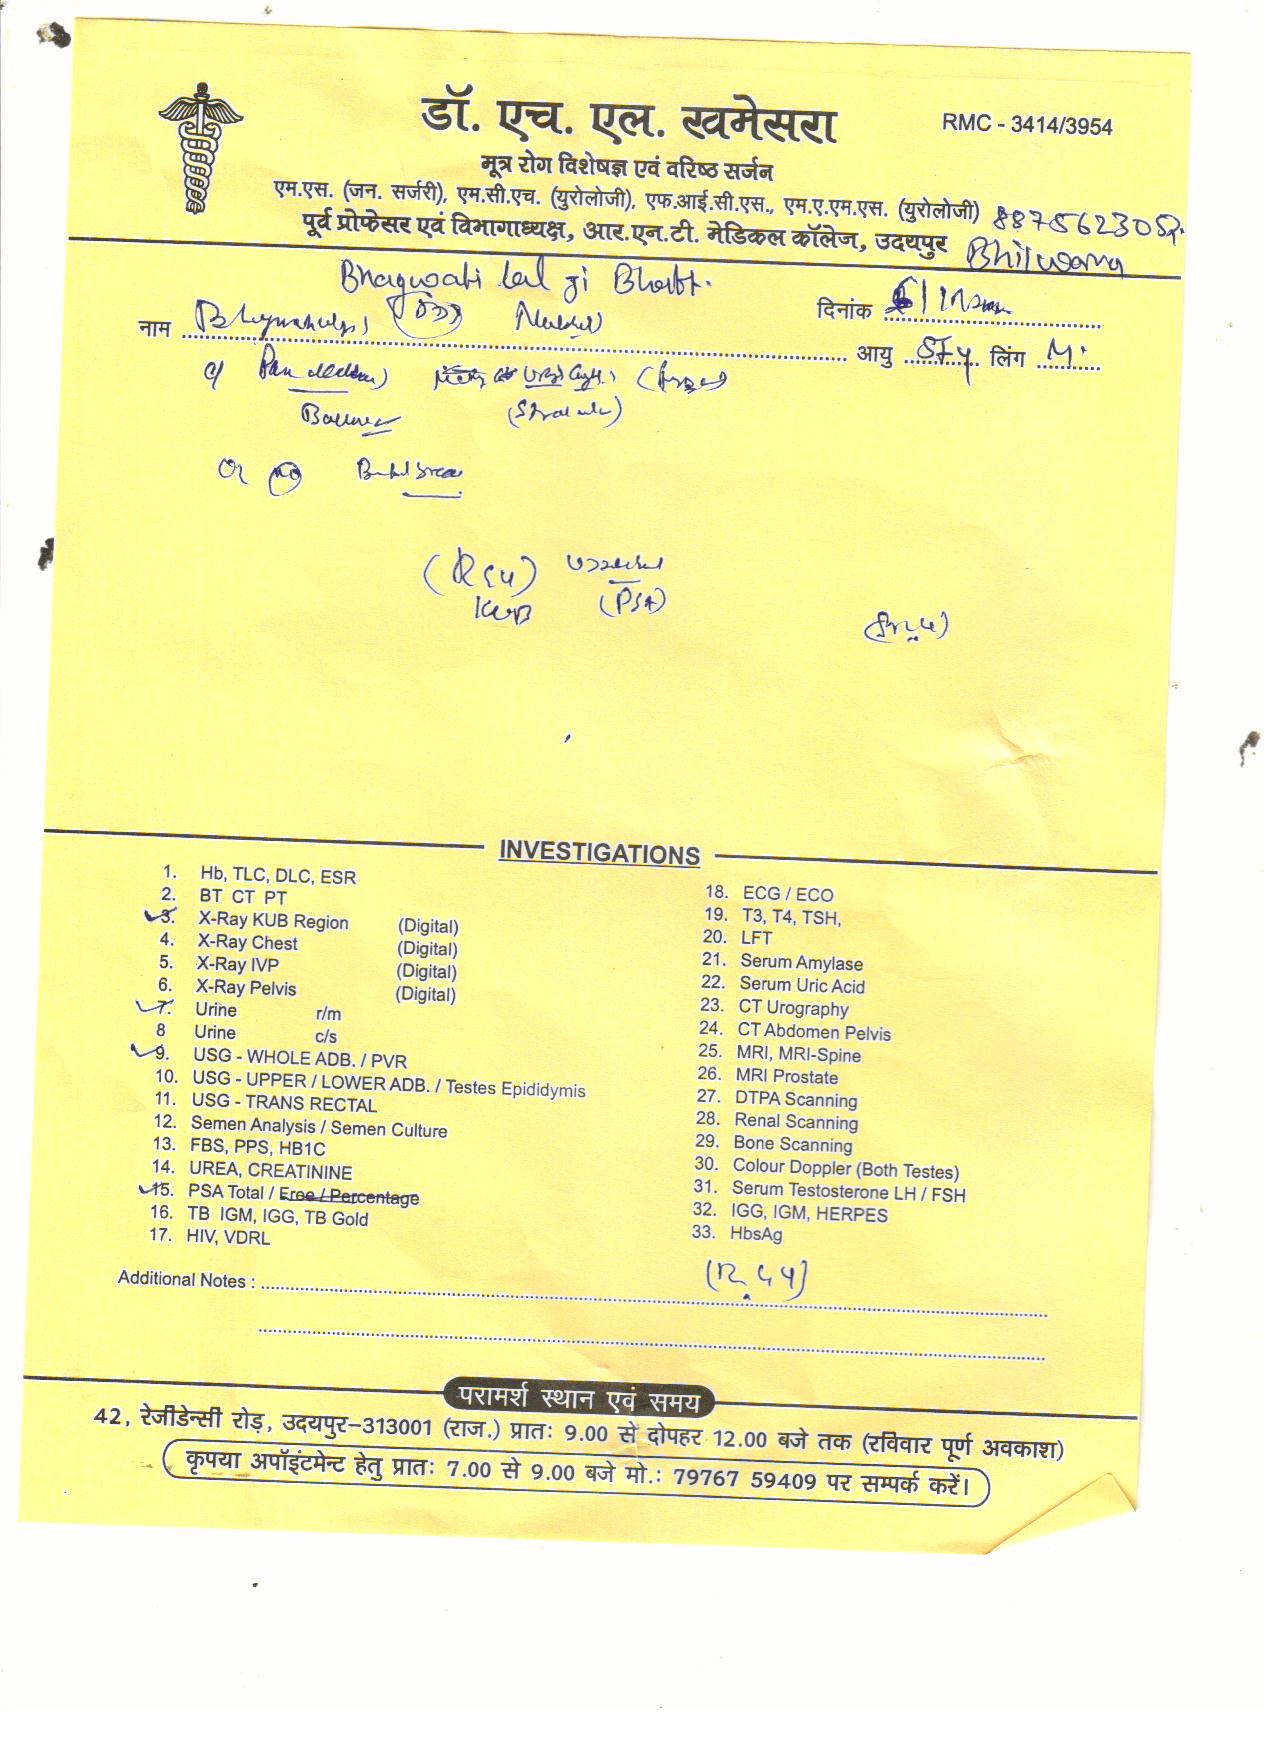 डॉ. एच. एल. खमेसरा
RMC - 3414/3954
मूत्र रोग विशेषज्ञ एवं वरिष्ठ सर्जन
एम.एस. (जन. सर्जरी), एम.सी.एच. (युरोलोजी), एफ.आई.सी.एस., एम.ए.एम.एस. (युरोलोजी)
पूर्व प्रोफेसर एवं विभागाध्यक्ष, आर.एन.टी. मेडिकल कॉलेज, उदयपुर
Bhilwara
Bhagwati lal ji Bhatt.
दिनांक
नाम
आयु 57y लिंग M.
KUB (PSA)
INVESTIGATIONS
1. Hb, TLC, DLC, ESR
2. BT CT PT
3. X-Ray KUB Region (Digital)
4. X-Ray Chest (Digital)
5. X-Ray IVP (Digital)
6. X-Ray Pelvis (Digital)
7. Urine r/m
8 Urine c/s
9. USG - WHOLE ADB. / PVR
10. USG - UPPER / LOWER ADB. / Testes Epididymis
11. USG - TRANS RECTAL
12. Semen Analysis / Semen Culture
13. FBS, PPS, HB1C
14. UREA, CREATININE
15. PSA Total / Free / Percentage
16. TB IGM, IGG, TB Gold
17. HIV, VDRL
18. ECG / ECO
19. T3, T4, TSH,
20. LFT
21. Serum Amylase
22. Serum Uric Acid
23. CT Urography
24. CT Abdomen Pelvis
25. MRI, MRI-Spine
26. MRI Prostate
27. DTPA Scanning
28. Renal Scanning
29. Bone Scanning
30. Colour Doppler (Both Testes)
31. Serum Testosterone LH / FSH
32. IGG, IGM, HERPES
33. HbsAg
Additional Notes :
परामर्श स्थान एवं समय
42, रेजीडेन्सी रोड़, उदयपुर-313001 (राज.) प्रातः 9.00 से दोपहर 12.00 बजे तक (रविवार पूर्ण अवकाश)
कृपया अपॉइंटमेन्ट हेतु प्रातः 7.00 से 9.00 बजे मो.: 79767 59409 पर सम्पर्क करें।